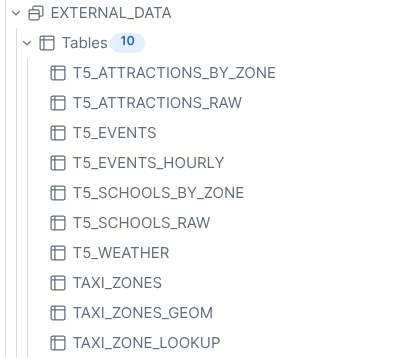 EXTERNAL_DATA
Tables 10
T5_ATTRACTIONS_BY_ZONE
T5_ATTRACTIONS_RAW
T5_EVENTS
T5_EVENTS_HOURLY
T5_SCHOOLS_BY_ZONE
T5_SCHOOLS_RAW
T5_WEATHER
TAXI_ZONES
TAXI_ZONES_GEOM
TAXI_ZONE_LOOKUP